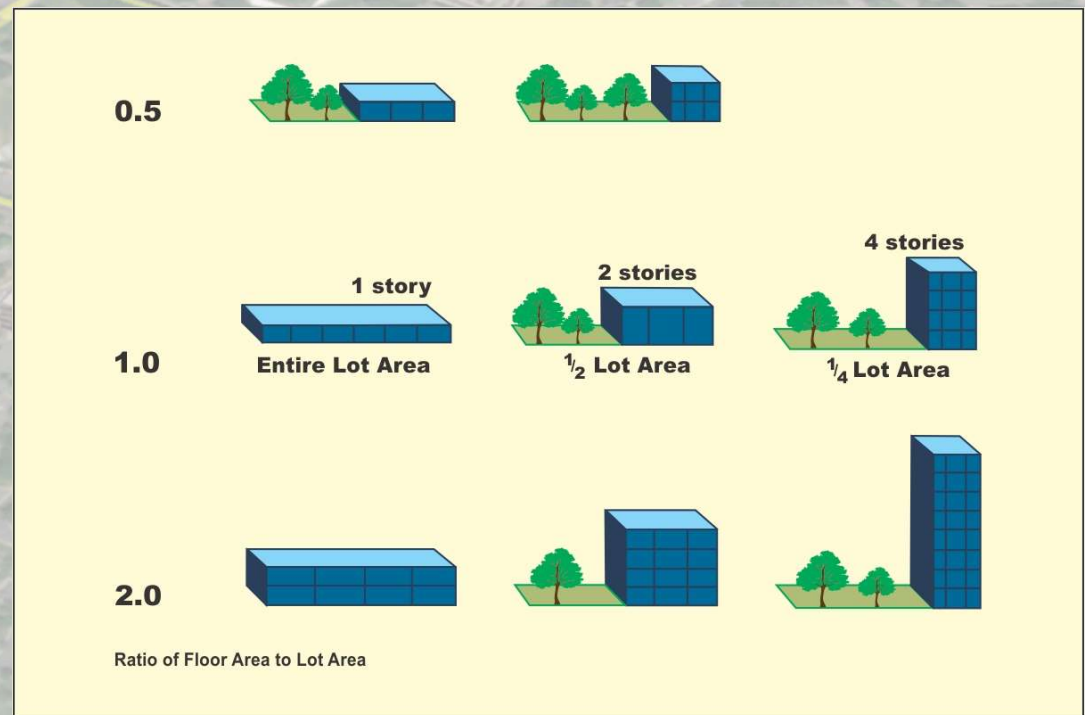 0.5
4 stories
1 story
2 stories
1.0
Entire Lot Area
1/2 Lot Area
1/4 Lot Area
2.0
Ratio of Floor Area to Lot Area